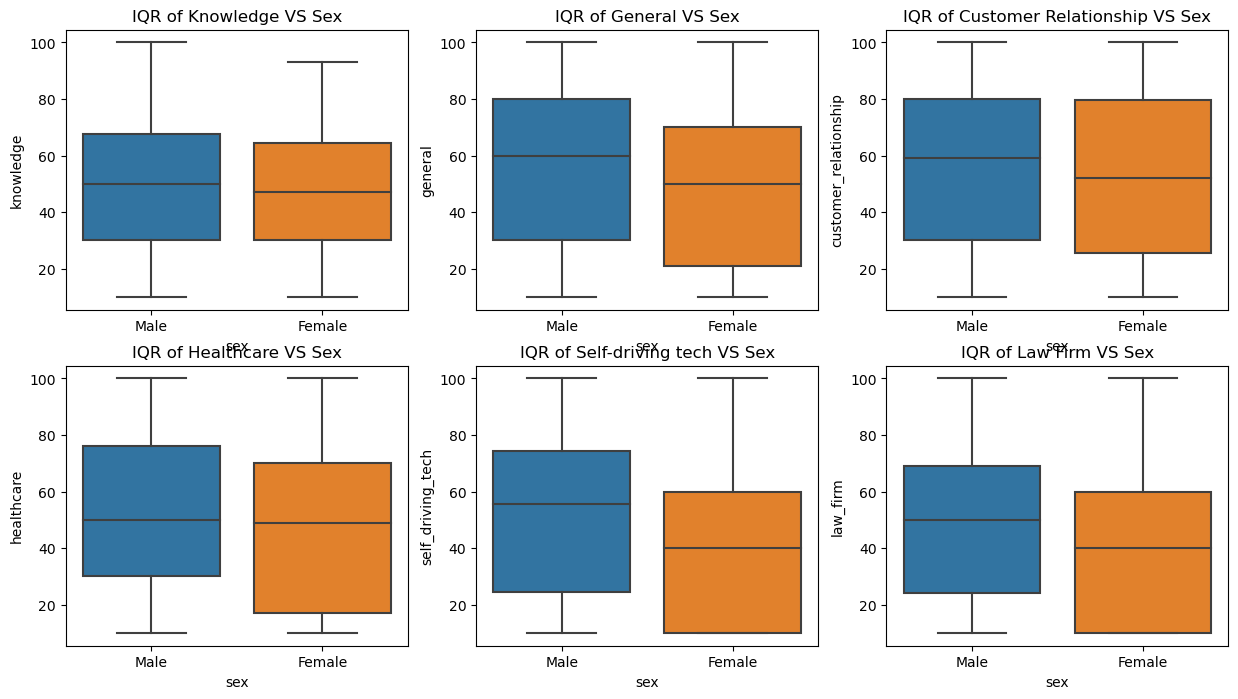 IQR of Knowledge VS Sex
knowledge
100
80
60
40
20
Male Female
sex
IQR of General VS Sex
general
100
80
60
40
20
Male Female
sex
IQR of Customer Relationship VS Sex
customer_relationship
100
80
60
40
20
Male Female
sex
IQR of Healthcare VS Sex
healthcare
100
80
60
40
20
Male Female
sex
IQR of Self-driving tech VS Sex
self_driving_tech
100
80
60
40
20
Male Female
sex
IQR of Law Firm VS Sex
law_firm
100
80
60
40
20
Male Female
sex